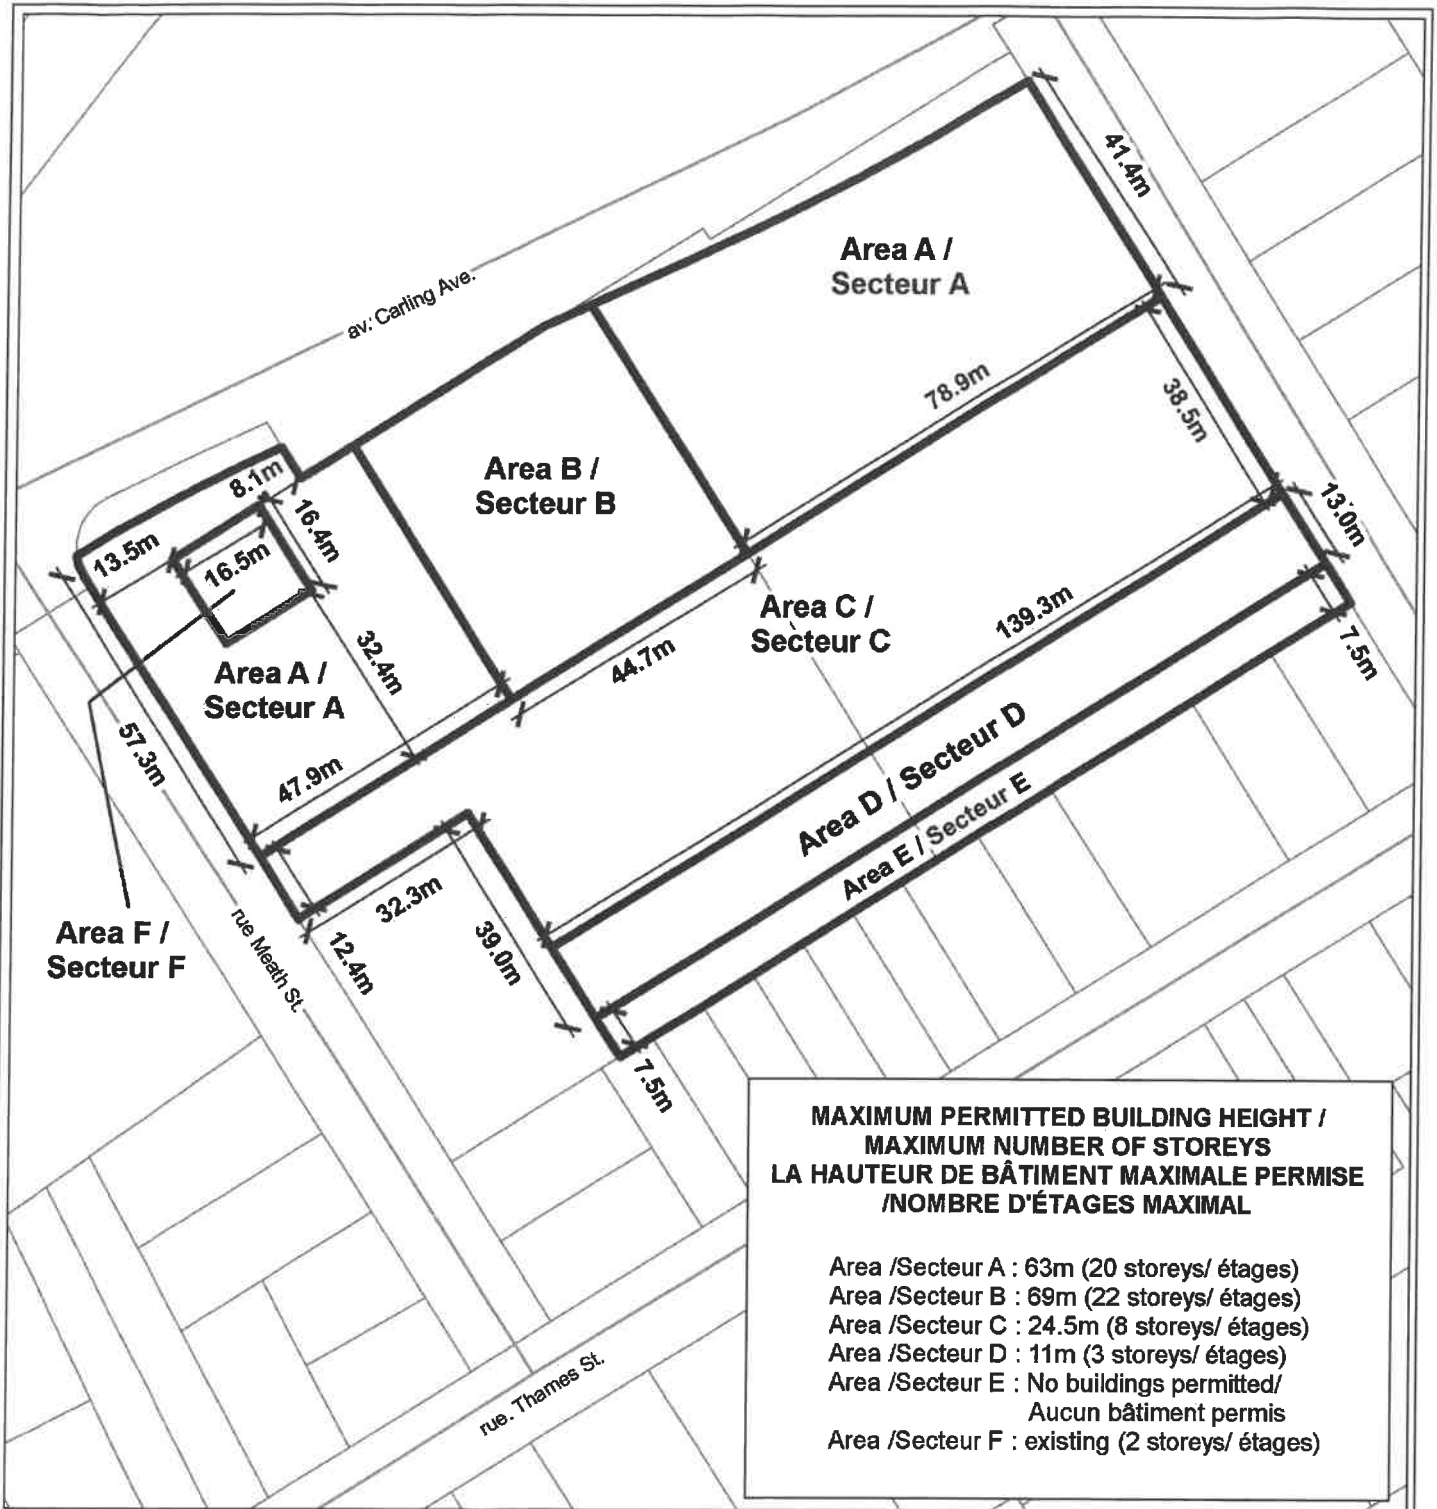 41.4m
Area A /
Secteur A
av. Carling Ave.
78.9m
38.5m
Area B /
Secteur B
8.1m
16.4m
13.0m
13.5m
16.5m
Area C /
Secteur C
139.3m
7.5m
44.7m
32.4m
Area A /
Secteur A
57.3m
47.9m
Area D / Secteur D
Area E / Secteur E
32.3m
Area F /
Secteur F
rue Meath St.
12.4m
39.0m
7.5m
MAXIMUM PERMITTED BUILDING HEIGHT /
MAXIMUM NUMBER OF STOREYS
LA HAUTEUR DE BÂTIMENT MAXIMALE PERMISE
/NOMBRE D'ÉTAGES MAXIMAL
Area /Secteur A : 63m (20 storeys/ étages)
Area /Secteur B : 69m (22 storeys/ étages)
Area /Secteur C : 24.5m (8 storeys/ étages)
Area /Secteur D : 11m (3 storeys/ étages)
Area /Secteur E : No buildings permitted/
Aucun bâtiment permis
Area /Secteur F : existing (2 storeys/ étages)
rue. Thames St.